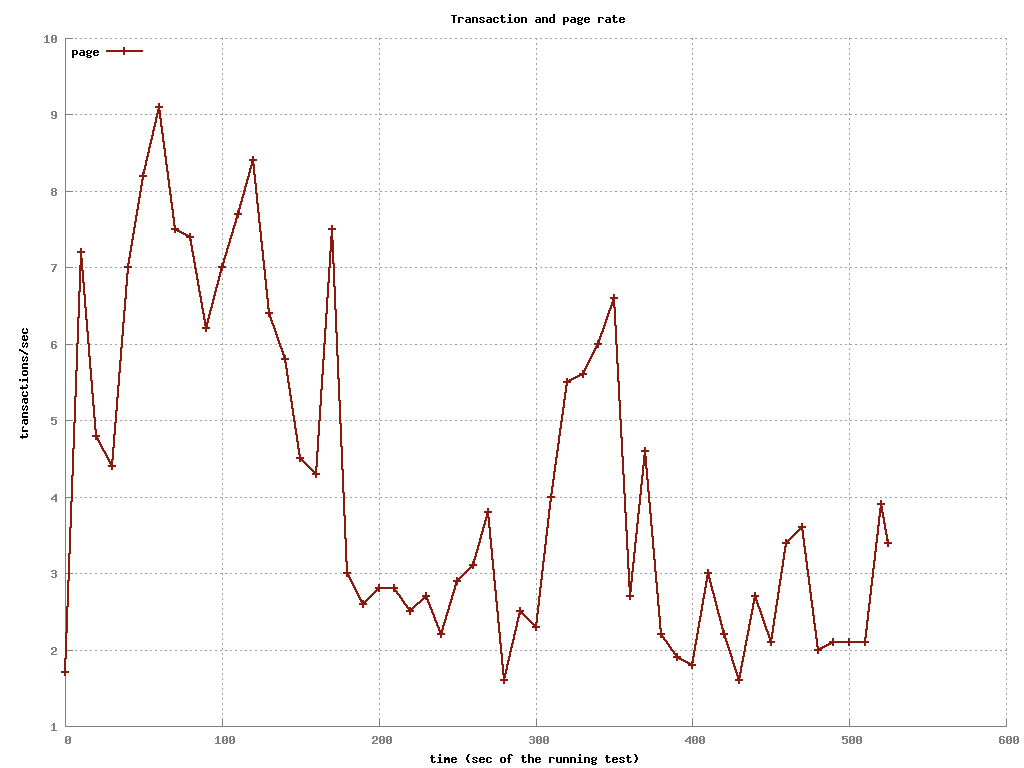 Transaction and page rate
page
10
9
8
7
6
5
4
3
2
1
transactions/sec
0 100 200 300 400 500 600
time (sec of the running test)